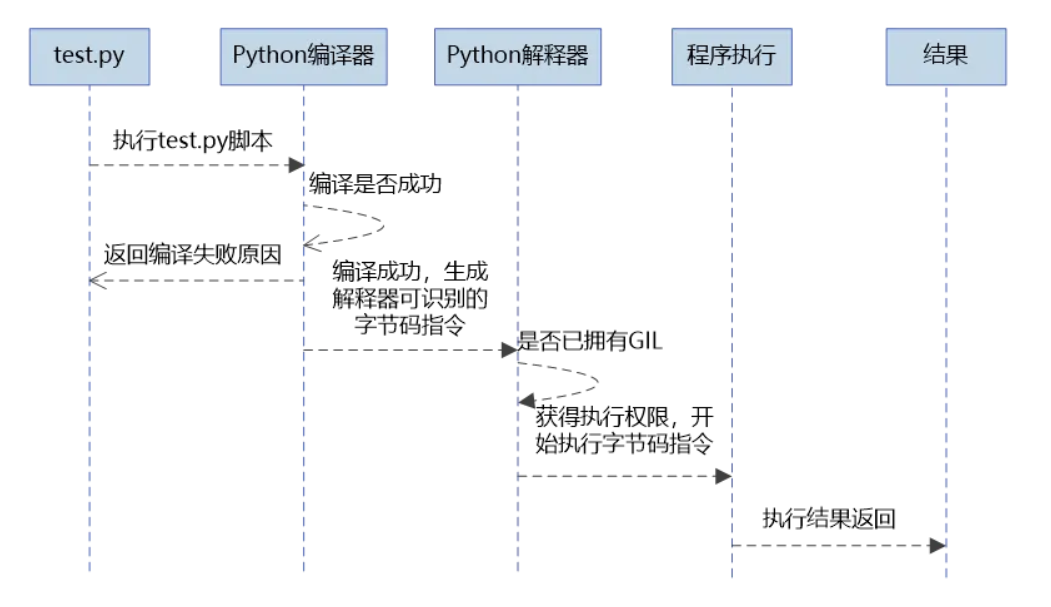 test.py
Python编译器
Python解释器
程序执行
结果
执行test.py脚本
编译是否成功
返回编译失败原因
编译成功，生成
解释器可识别的
字节码指令
是否已拥有GIL
获得执行权限，开
始执行字节码指令
执行结果返回